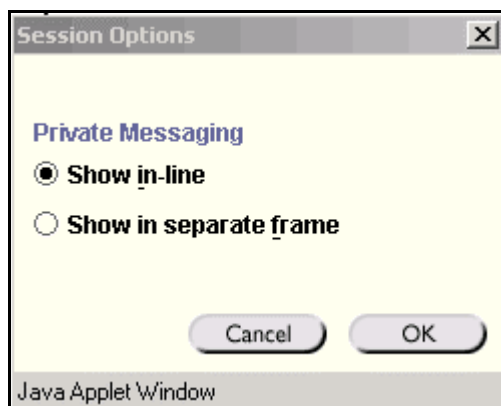 Session Options
Private Messaging
Show in-line
Show in separate frame
Cancel OK
Java Applet Window